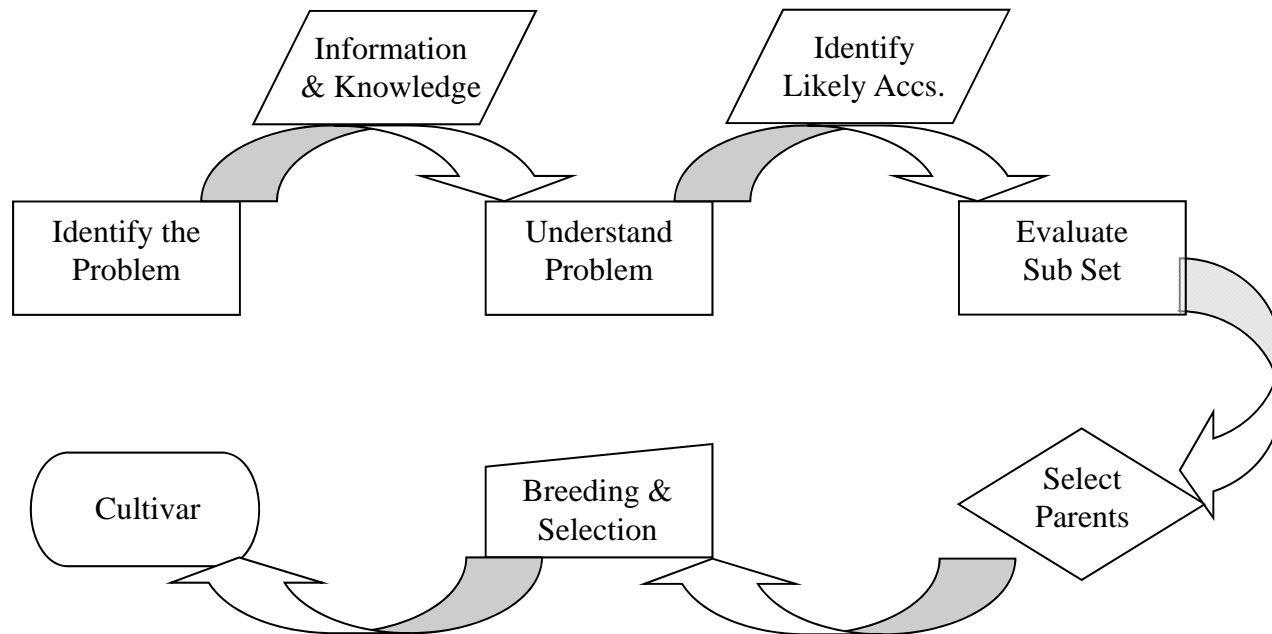 Information
& Knowledge
Identify
Likely Accs.
Identify the
Problem
Understand
Problem
Evaluate
Sub Set
Select
Parents
Breeding &
Selection
Cultivar